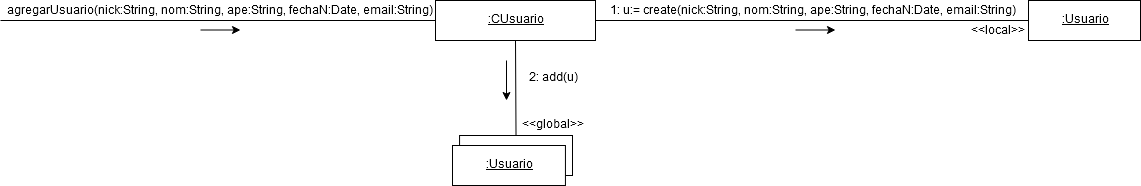 agregarUsuario(nick:String, nom:String, ape:String, fechaN:Date, email:String)
:CUsuario
1: u:= create(nick:String, nom:String, ape:String, fechaN:Date, email:String)
<<local>>
:Usuario
2: add(u)
<<global>>
:Usuario